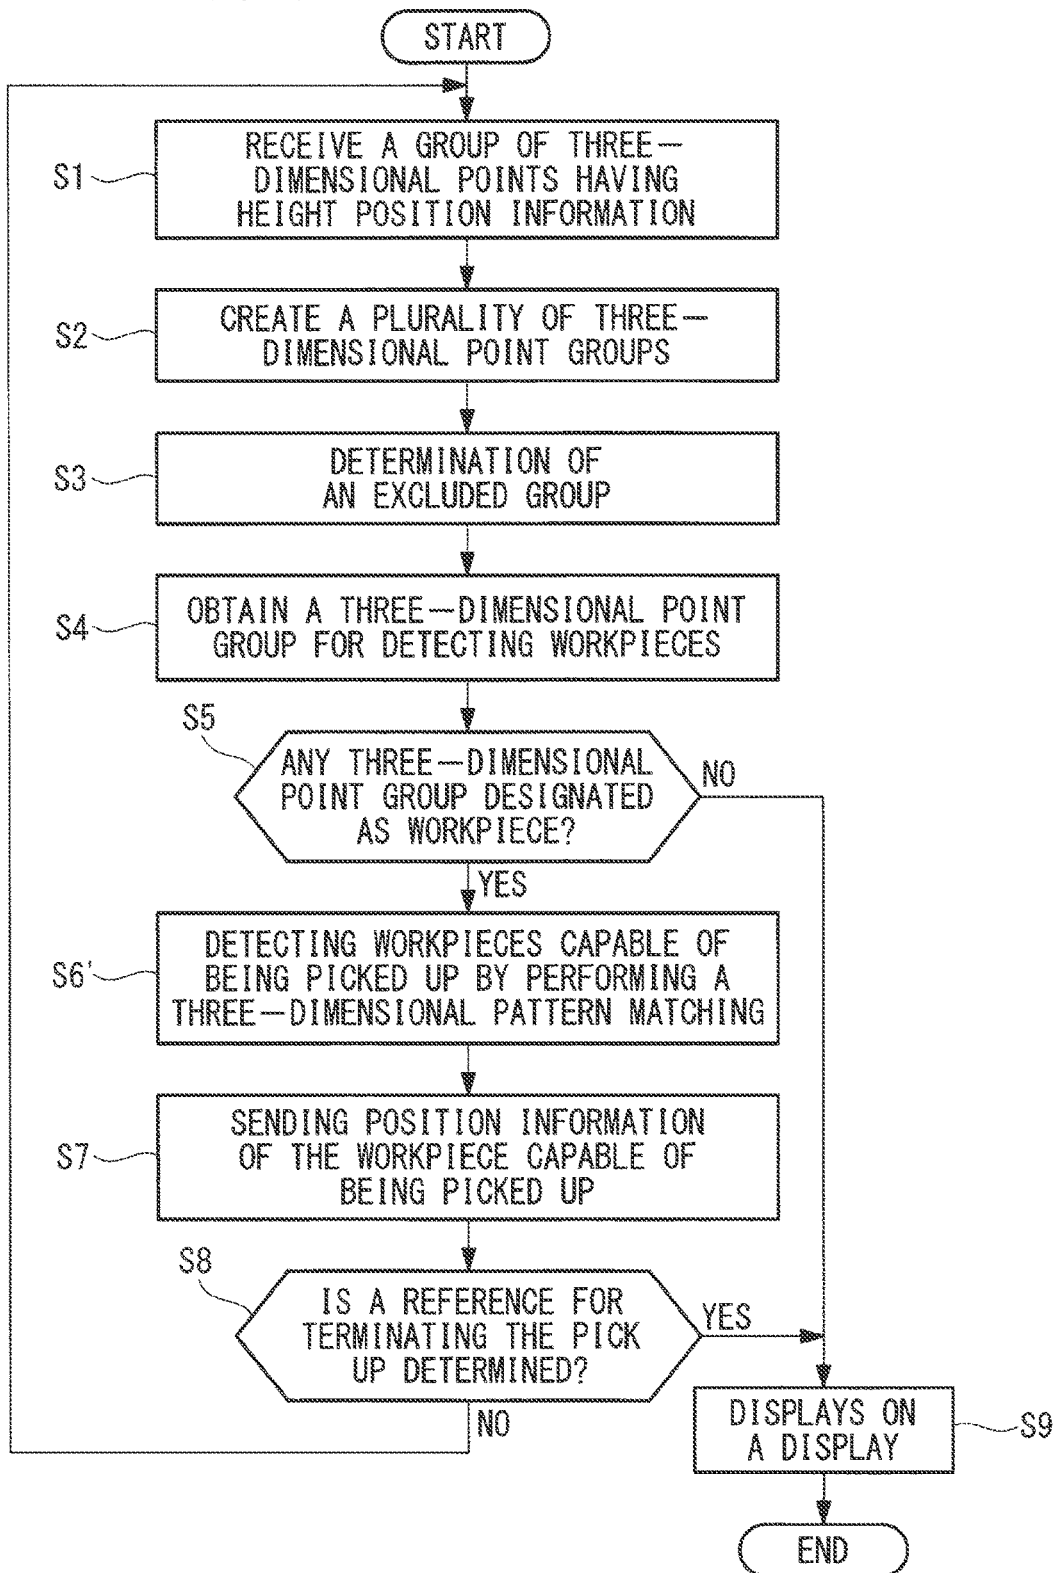 START
S1
RECEIVE A GROUP OF THREE—
DIMENSIONAL POINTS HAVING
HEIGHT POSITION INFORMATION
S2
CREATE A PLURALITY OF THREE—
DIMENSIONAL POINT GROUPS
S3
DETERMINATION OF
AN EXCLUDED GROUP
S4
OBTAIN A THREE—DIMENSIONAL POINT
GROUP FOR DETECTING WORKPIECES
S5
ANY THREE—DIMENSIONAL
POINT GROUP DESIGNATED
AS WORKPIECE?
NO
YES
S6'
DETECTING WORKPIECES CAPABLE OF
BEING PICKED UP BY PERFORMING A
THREE—DIMENSIONAL PATTERN MATCHING
S7
SENDING POSITION INFORMATION
OF THE WORKPIECE CAPABLE OF
BEING PICKED UP
S8
IS A REFERENCE FOR
TERMINATING THE PICK
UP DETERMINED?
YES
NO
DISPLAYS ON
A DISPLAY
S9
END